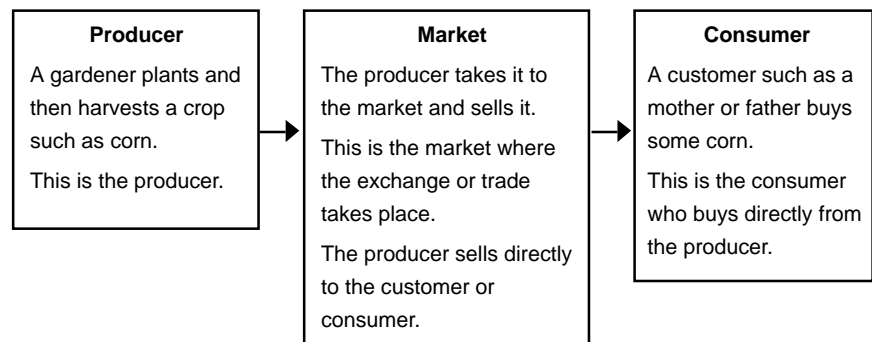 Producer
A gardener plants and
then harvests a crop
such as corn.
This is the producer.
Market
The producer takes it to
the market and sells it.
This is the market where
the exchange or trade
takes place.
The producer sells directly
to the customer or
consumer.
Consumer
A customer such as a
mother or father buys
some corn.
This is the consumer
who buys directly from
the producer.